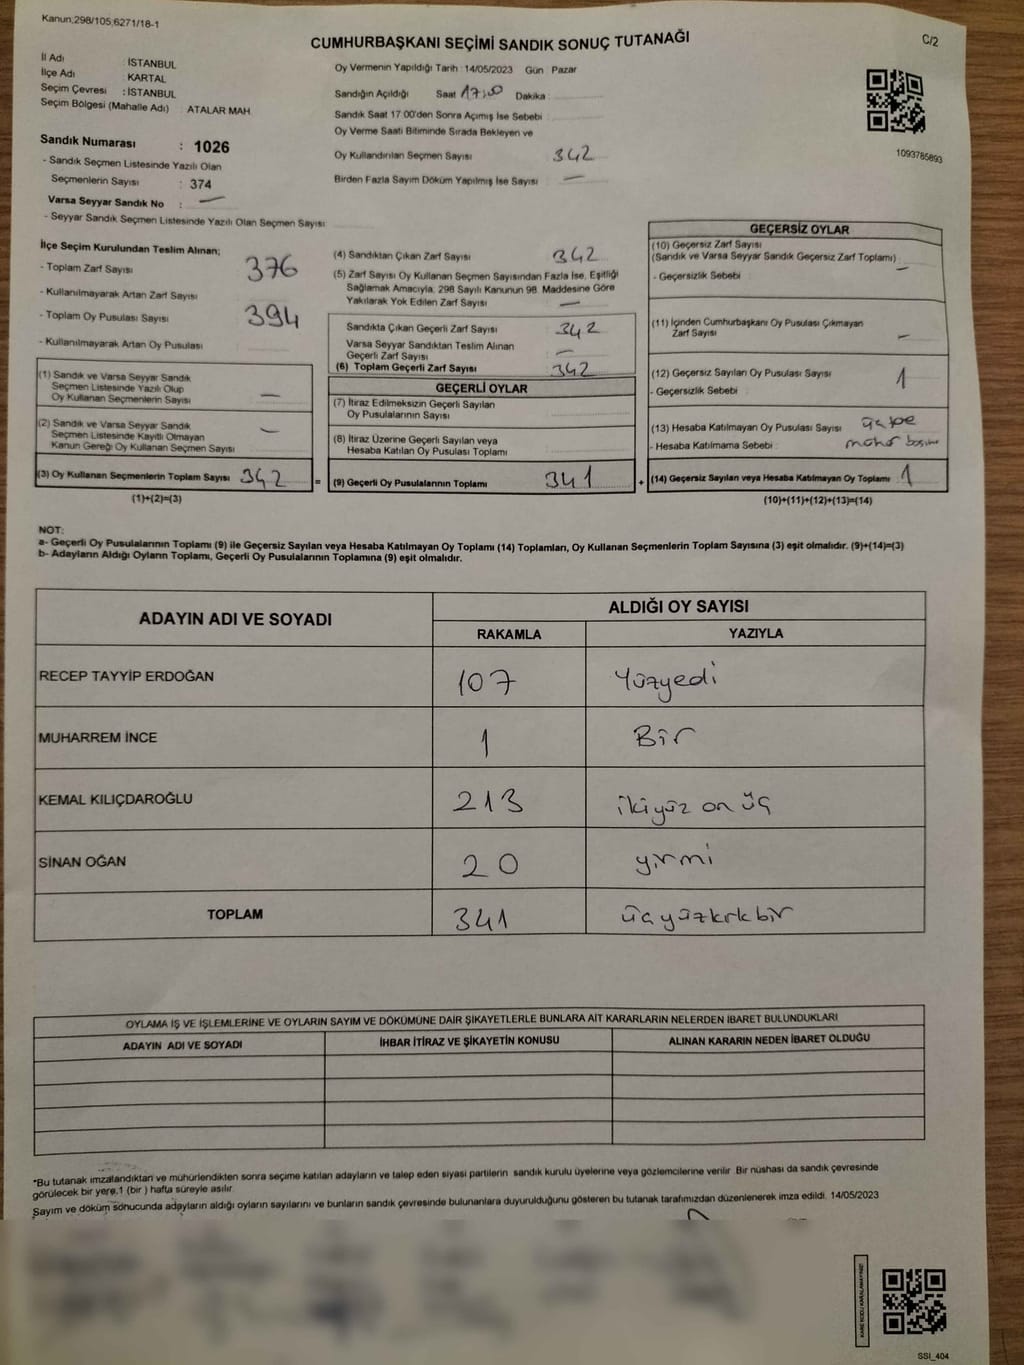 Kanun,298/105,6271/18-1
CUMHURBAŞKANI SEÇİMİ SANDIK SONUÇ TUTANAĞI
C/2
İl Adı İSTANBUL
İlçe Adı KARTAL
Seçim Çevresi : İSTANBUL
Seçim Bölgesi (Mahalle Adı) : ATALAR MAH.
Sandık Numarası : 1026
- Sandık Seçmen Listesinde Yazılı Olan
Seçmenlerin Sayısı : 374
Varsa Seyyar Sandık No : —
- Seyyar Sandık Seçmen Listesinde Yazılı Olan Seçmen Sayısı
Oy Vermenin Yapıldığı Tarih : 14/05/2023 Gün Pazar
Sandığın Açıldığı Saat 17:00 Dakika :
Sandık Saat 17.00'den Sonra Açımış İse Sebebi :
Oy Verme Saati Bitiminde Sırada Bekleyen ve
Oy Kullandırılan Seçmen Sayısı : 342
Birden Fazla Sayım Döküm Yapılmış İse Sayısı : —
1093785893
İlçe Seçim Kurulundan Teslim Alınan;
- Toplam Zarf Sayısı 376
- Kullanılmayarak Artan Zarf Sayısı
- Toplam Oy Pusulası Sayısı 394
- Kullanılmayarak Artan Oy Pusulası :
(1) Sandık ve Varsa Seyyar Sandık
Seçmen Listesinde Yazılı Olup
Oy Kullanan Seçmenlerin Sayısı : —
(2) Sandık ve Varsa Seyyar Sandık
Seçmen Listesinde Kayıtlı Olmayan
Kanun Gereği Oy Kullanan Seçmen Sayısı : —
(3) Oy Kullanan Seçmenlerin Toplam Sayısı 342 =
(1)+(2)=(3)
(4) Sandıktan Çıkan Zarf Sayısı 342
(5) Zarf Sayısı Oy Kullanan Seçmen Sayısından Fazla İse, Eşitliği
Sağlamak Amacıyla, 298 Sayılı Kanunun 98. Maddesine Göre
Yakılarak Yok Edilen Zarf Sayısı —
Sandıkta Çıkan Geçerli Zarf Sayısı 342
Varsa Seyyar Sandıktan Teslim Alınan
Geçerli Zarf Sayısı —
(6) Toplam Geçerli Zarf Sayısı 342
GEÇERLİ OYLAR
(7) İtiraz Edilmeksizin Geçerli Sayılan
Oy Pusulalarının Sayısı
(8) İtiraz Üzerine Geçerli Sayılan veya
Hesaba Katılan Oy Pusulası Toplamı
(9) Geçerli Oy Pusulalarının Toplamı 341 +
GEÇERSİZ OYLAR
(10) Geçersiz Zarf Sayısı
(Sandık ve Varsa Seyyar Sandık Geçersiz Zarf Toplamı) : —
- Geçersizlik Sebebi :
(11) İçinden Cumhurbaşkanı Oy Pusulası Çıkmayan
Zarf Sayısı : —
(12) Geçersiz Sayılan Oy Pusulası Sayısı : 1
- Geçersizlik Sebebi :
(13) Hesaba Katılmayan Oy Pusulası Sayısı :
- Hesaba Katılmama Sebebi : mühür
(14) Geçersiz Sayılan veya Hesaba Katılmayan Oy Toplamı 1
(10)+(11)+(12)+(13)=(14)
NOT:
a- Geçerli Oy Pusulalarının Toplamı (9) ile Geçersiz Sayılan veya Hesaba Katılmayan Oy Toplamı (14) Toplamları, Oy Kullanan Seçmenlerin Toplam Sayısına (3) eşit olmalıdır. (9)+(14)=(3)
b- Adayların Aldığı Oyların Toplamı, Geçerli Oy Pusulalarının Toplamına (9) eşit olmalıdır.
ADAYIN ADI VE SOYADI ALDIĞI OY SAYISI
RAKAMLA YAZIYLA
RECEP TAYYİP ERDOĞAN 107 Yüzyedi
MUHARREM İNCE 1 Bir
KEMAL KILIÇDAROĞLU 213 ikiyüz on üç
SİNAN OĞAN 20 yirmi
TOPLAM 341 üçyüzkırkbir
OYLAMA İŞ VE İŞLEMLERİNE VE OYLARIN SAYIM VE DÖKÜMÜNE DAİR ŞİKAYETLERLE BUNLARA AİT KARARLARIN NELERDEN İBARET BULUNDUKLARI
ADAYIN ADI VE SOYADI İHBAR İTİRAZ VE ŞİKAYETİN KONUSU ALINAN KARARIN NEDEN İBARET OLDUĞU
*Bu tutanak imzalandıktan ve mühürlendikten sonra seçime katılan adayların ve talep eden siyasi partilerin sandık kurulu üyelerine veya gözlemcilerine verilir. Bir nüshası da sandık çevresinde
görülecek bir yere,1 (bir ) hafta süreyle asılır.
Sayım ve döküm sonucunda adayların aldığı oyların sayılarını ve bunların sandık çevresinde bulunanlara duyurulduğunu gösteren bu tutanak tarafımızdan düzenlenerek imza edildi. 14/05/2023
KARE KODU KARALAMAYINIZ!
SSI_404